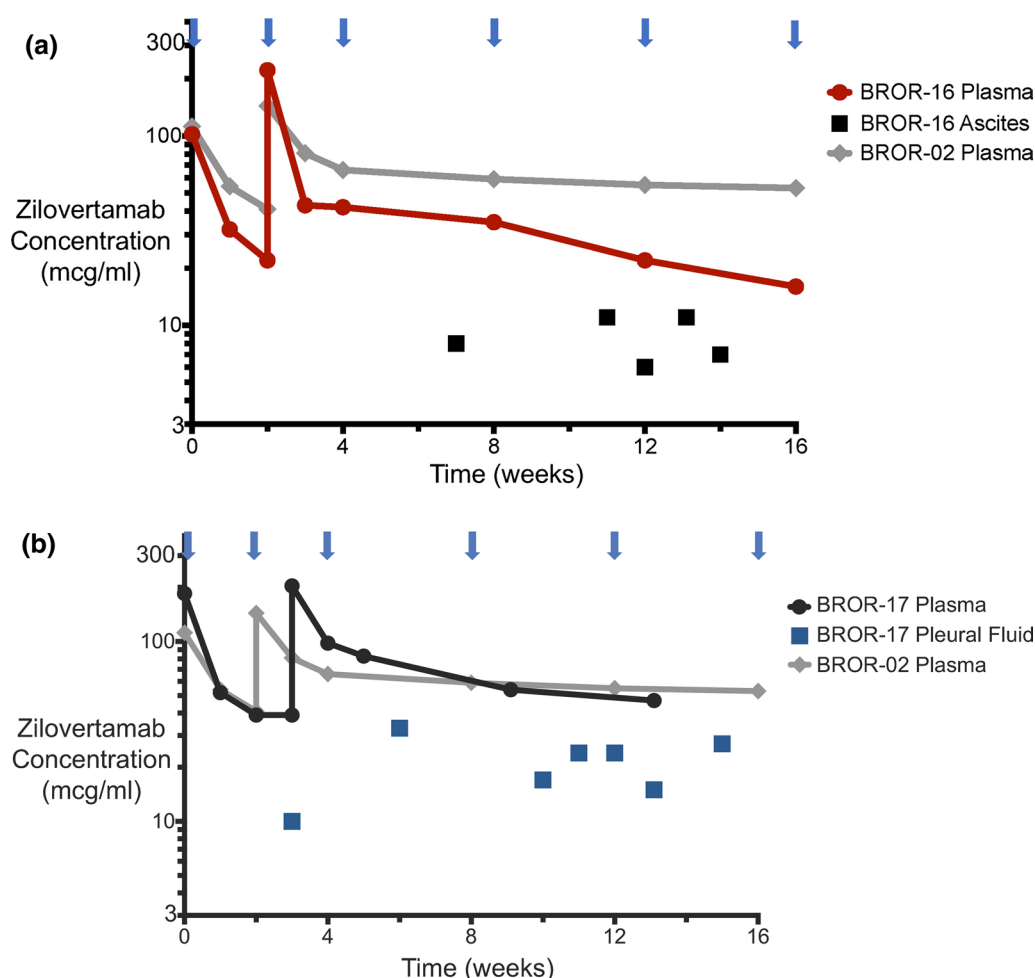 (a)
300
100
10
3
Zilovertamab
Concentration
(mcg/ml)
0 4 8 12 16
Time (weeks)
BROR-16 Plasma
BROR-16 Ascites
BROR-02 Plasma
(b)
300
100
10
3
Zilovertamab
Concentration
(mcg/ml)
0 4 8 12 16
Time (weeks)
BROR-17 Plasma
BROR-17 Pleural Fluid
BROR-02 Plasma